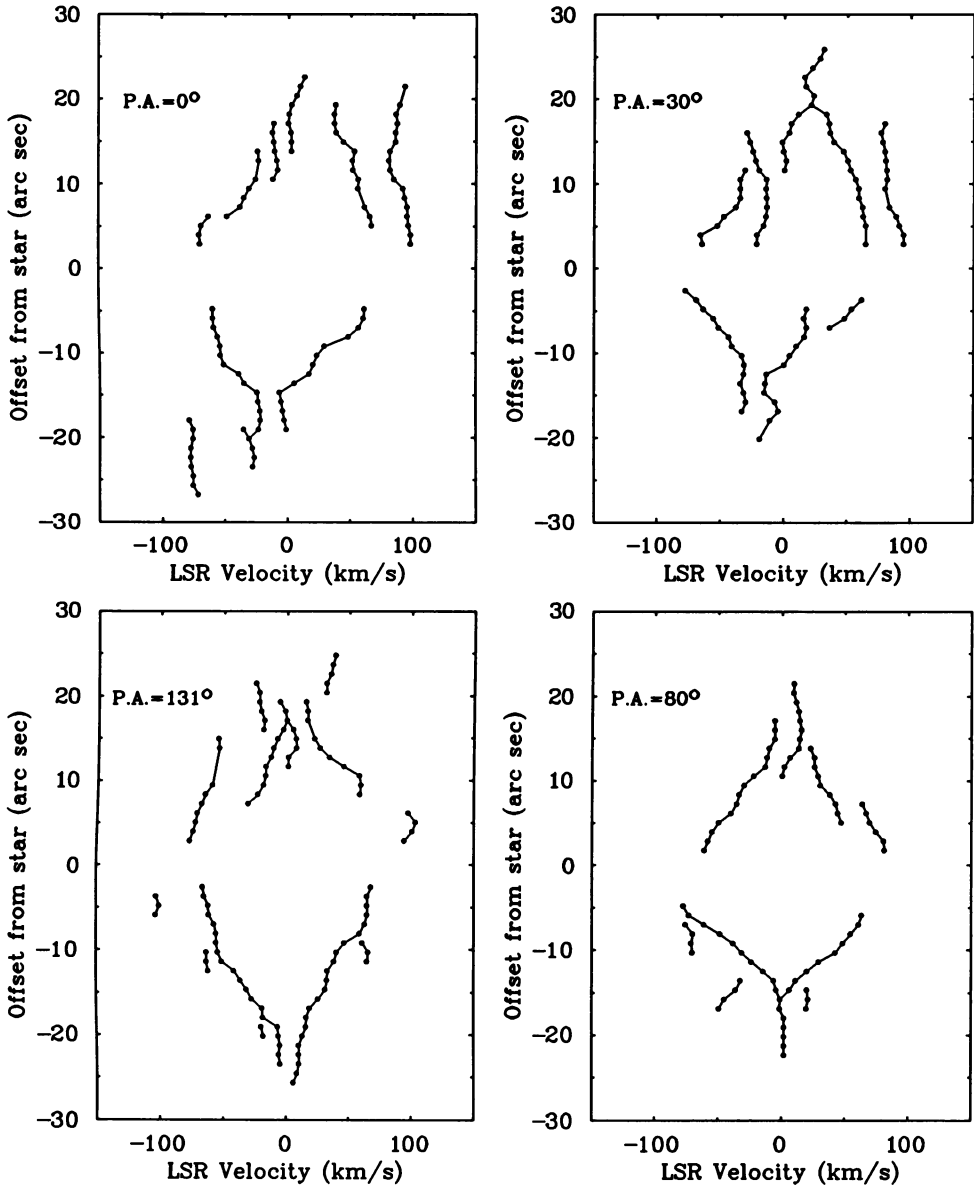 30
20
10
0
−10
−20
−30
Offset from star (arc sec)
P.A.=0°
−100 0 100
LSR Velocity (km/s)
30
20
10
0
−10
−20
−30
Offset from star (arc sec)
P.A.=30°
−100 0 100
LSR Velocity (km/s)
30
20
10
0
−10
−20
−30
Offset from star (arc sec)
P.A.=131°
−100 0 100
LSR Velocity (km/s)
30
20
10
0
−10
−20
−30
Offset from star (arc sec)
P.A.=80°
−100 0 100
LSR Velocity (km/s)